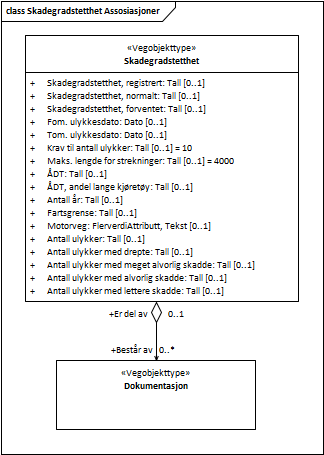 class Skadegradstetthet Assosiasjoner
«Vegobjekttype»
Skadegradstetthet
+ Skadegradstetthet, registrert: Tall [0..1]
+ Skadegradstetthet, normalt: Tall [0..1]
+ Skadegradstetthet, forventet: Tall [0..1]
+ Fom. ulykkesdato: Dato [0..1]
+ Tom. ulykkesdato: Dato [0..1]
+ Krav til antall ulykker: Tall [0..1] = 10
+ Maks. lengde for strekninger: Tall [0..1] = 4000
+ ÅDT: Tall [0..1]
+ ÅDT, andel lange kjøretøy: Tall [0..1]
+ Antall år: Tall [0..1]
+ Fartsgrense: Tall [0..1]
+ Motorveg: FlerverdiAttributt, Tekst [0..1]
+ Antall ulykker: Tall [0..1]
+ Antall ulykker med drepte: Tall [0..1]
+ Antall ulykker med meget alvorlig skadde: Tall [0..1]
+ Antall ulykker med alvorlig skadde: Tall [0..1]
+ Antall ulykker med lettere skadde: Tall [0..1]
+Er del av 0..1
+Består av 0..*
«Vegobjekttype»
Dokumentasjon